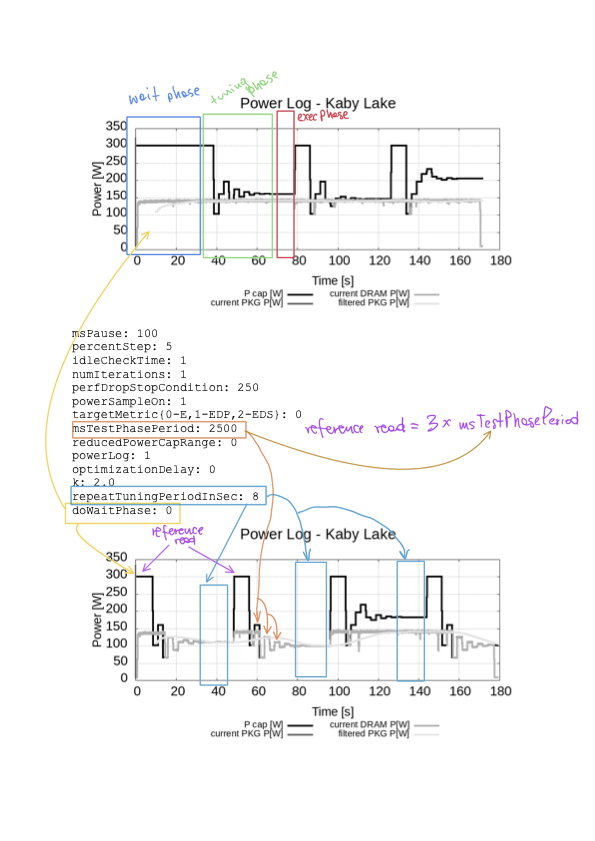 wait phase
tuning phase
Power Log - Kaby Lake
exec phase
350
300
250
200
150
100
50
0
Power [W]
0 20 40 60 80 100 120 140 160 180
Time [s]
P cap [W] current DRAM P[W]
current PKG P[W] filtered PKG P[W]
msPause: 100
percentStep: 5
idleCheckTime: 1
numIterations: 1
perfDropStopCondition: 250
powerSampleOn: 1
targetMetric{0-E,1-EDP,2-EDS}: 0
msTestPhasePeriod: 2500
reference read = 3 × msTestPhasePeriod
reducedPowerCapRange: 0
powerLog: 1
optimizationDelay: 0
k: 2.0
repeatTuningPeriodInSec: 8
doWaitPhase: 0
reference
read
Power Log - Kaby Lake
350
300
250
200
150
100
50
0
Power [W]
0 20 40 60 80 100 120 140 160 180
Time [s]
P cap [W] current DRAM P[W]
current PKG P[W] filtered PKG P[W]